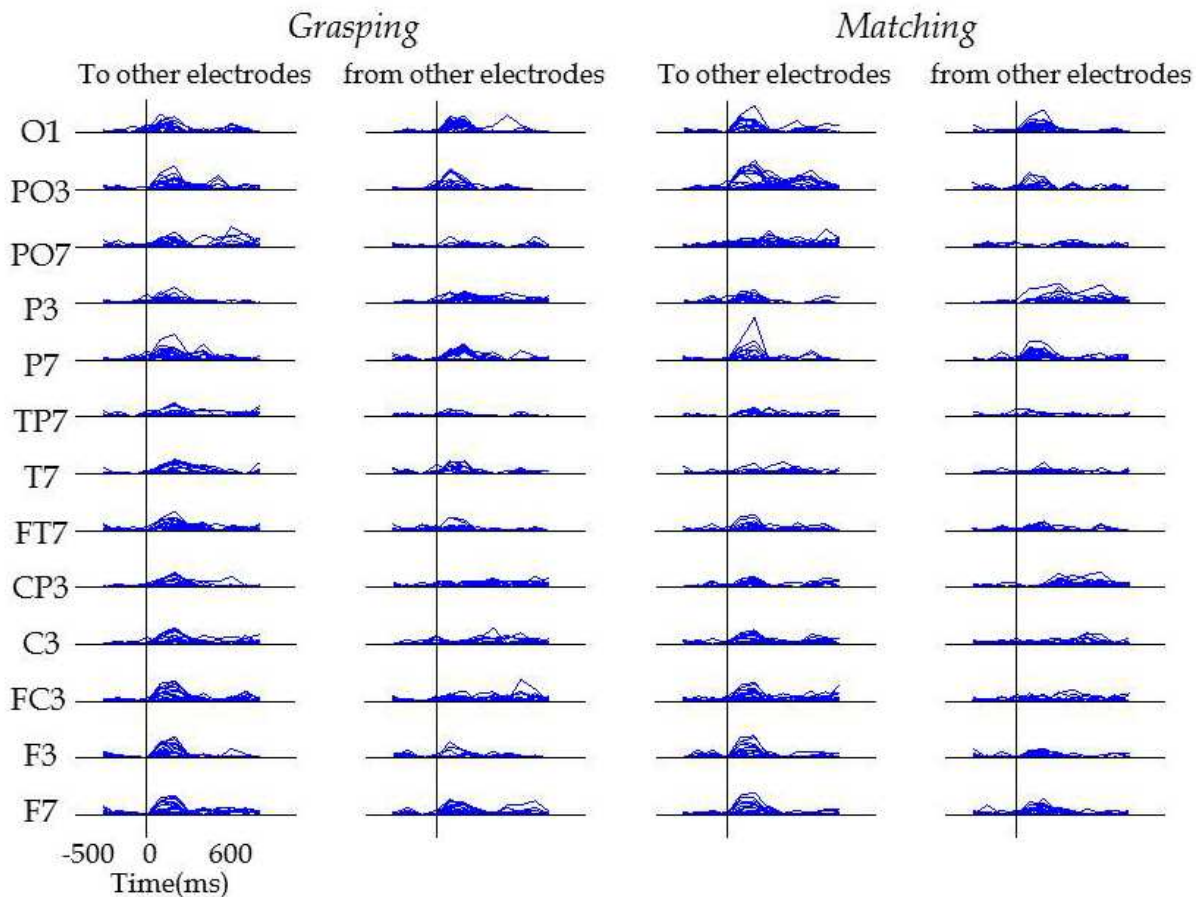 Grasping Matching
To other electrodes from other electrodes To other electrodes from other electrodes
O1
PO3
PO7
P3
P7
TP7
T7
FT7
CP3
C3
FC3
F3
F7
-500 0 600
Time(ms)